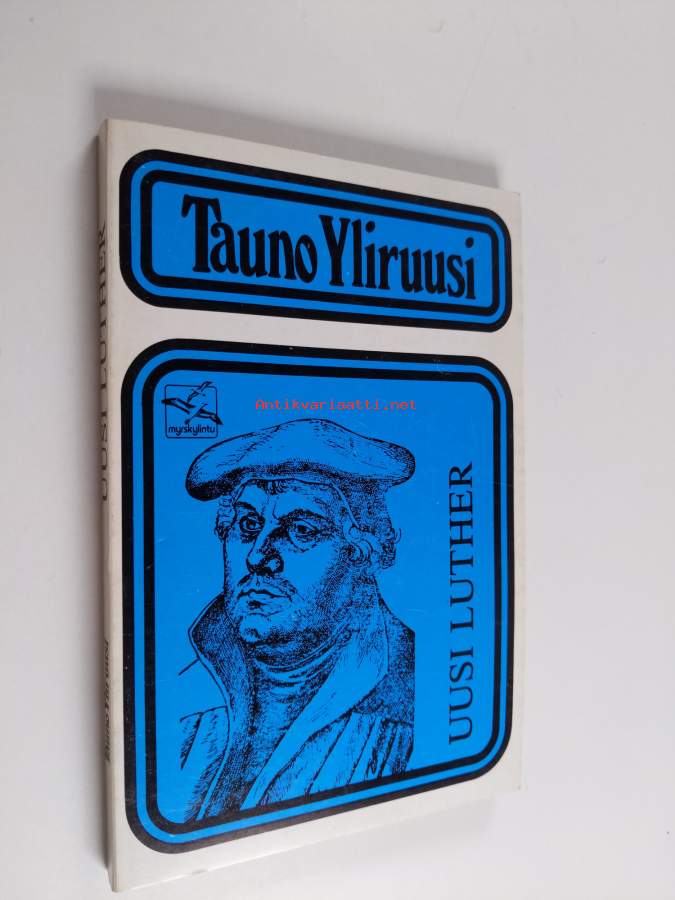 Tauno Yliruusi
Antikvariaatti.net
myrskylintu
UUSI LUTHER
UUSI LUTHER
Tauno Yliruusi